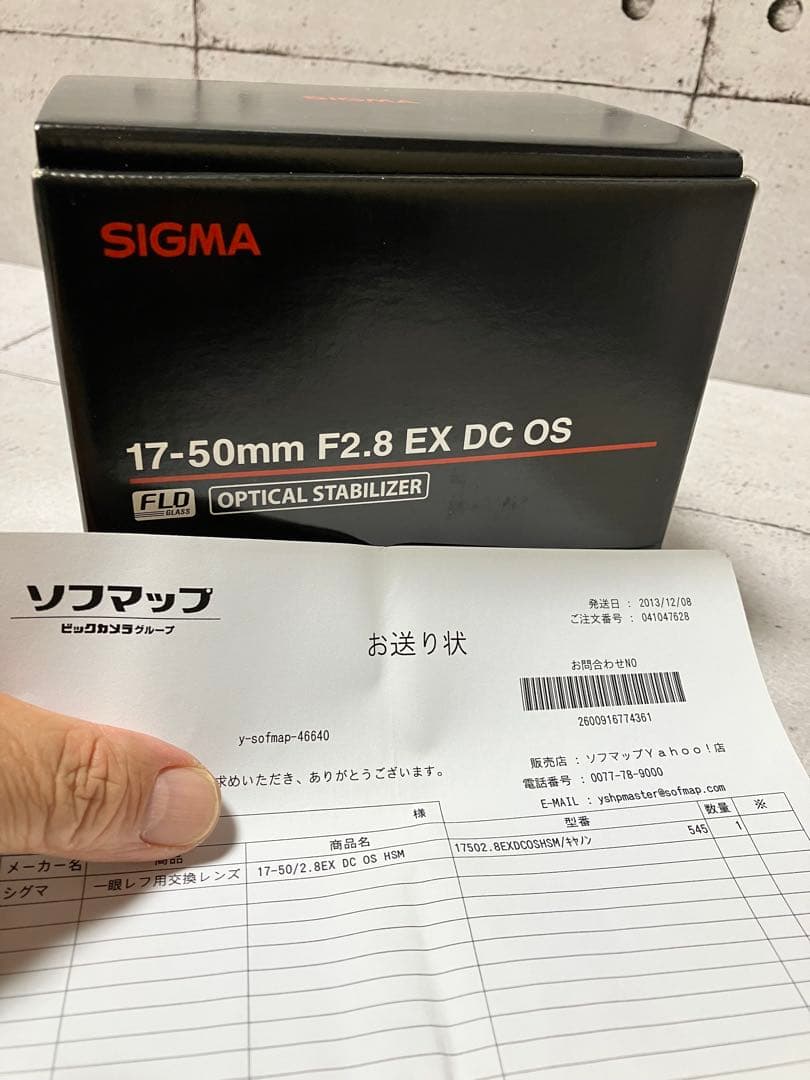 SIGMA
SIGMA
17-50mm F2.8 EX DC OS
FLD
GLASS
OPTICAL STABILIZER
ソフマップ
ビックカメラグループ
お送り状
発送日 : 2013/12/08
ご注文番号 : 041047628
お問合わせNO
2600916774361
y-sofmap-46640
求めいただき、ありがとうございます。
販売店 : ソフマップYahoo!店
電話番号 : 0077-78-9000
E-MAIL : yshpmaster@sofmap.com
様
メーカー名 商品 商品名 型番 数量 ※
シグマ 一眼レフ用交換レンズ 17-50/2.8EX DC OS HSM 17502.8EXDCOSHSM/ｷﾔﾉﾝ 545 1